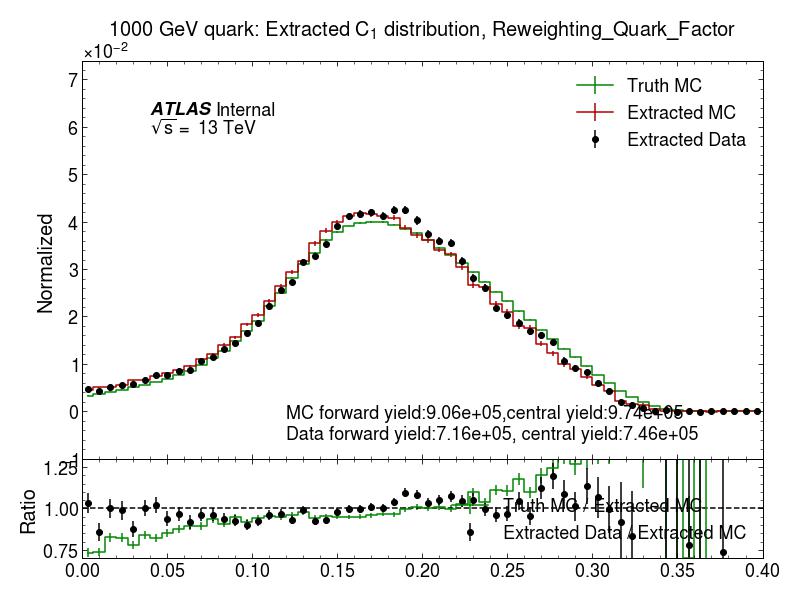 1000 GeV quark: Extracted C₁ distribution, Reweighting_Quark_Factor
×10⁻²
7
6
5
4
3
2
1
0
Normalized
ATLAS Internal
√s = 13 TeV
Truth MC
Extracted MC
Extracted Data
MC forward yield:9.06e+05,central yield:9.74e+05
Data forward yield:7.16e+05, central yield:7.46e+05
1
1.25
1.00
0.75
Ratio
Truth MC / Extracted MC
Extracted Data / Extracted MC
0.00 0.05 0.10 0.15 0.20 0.25 0.30 0.35 0.40